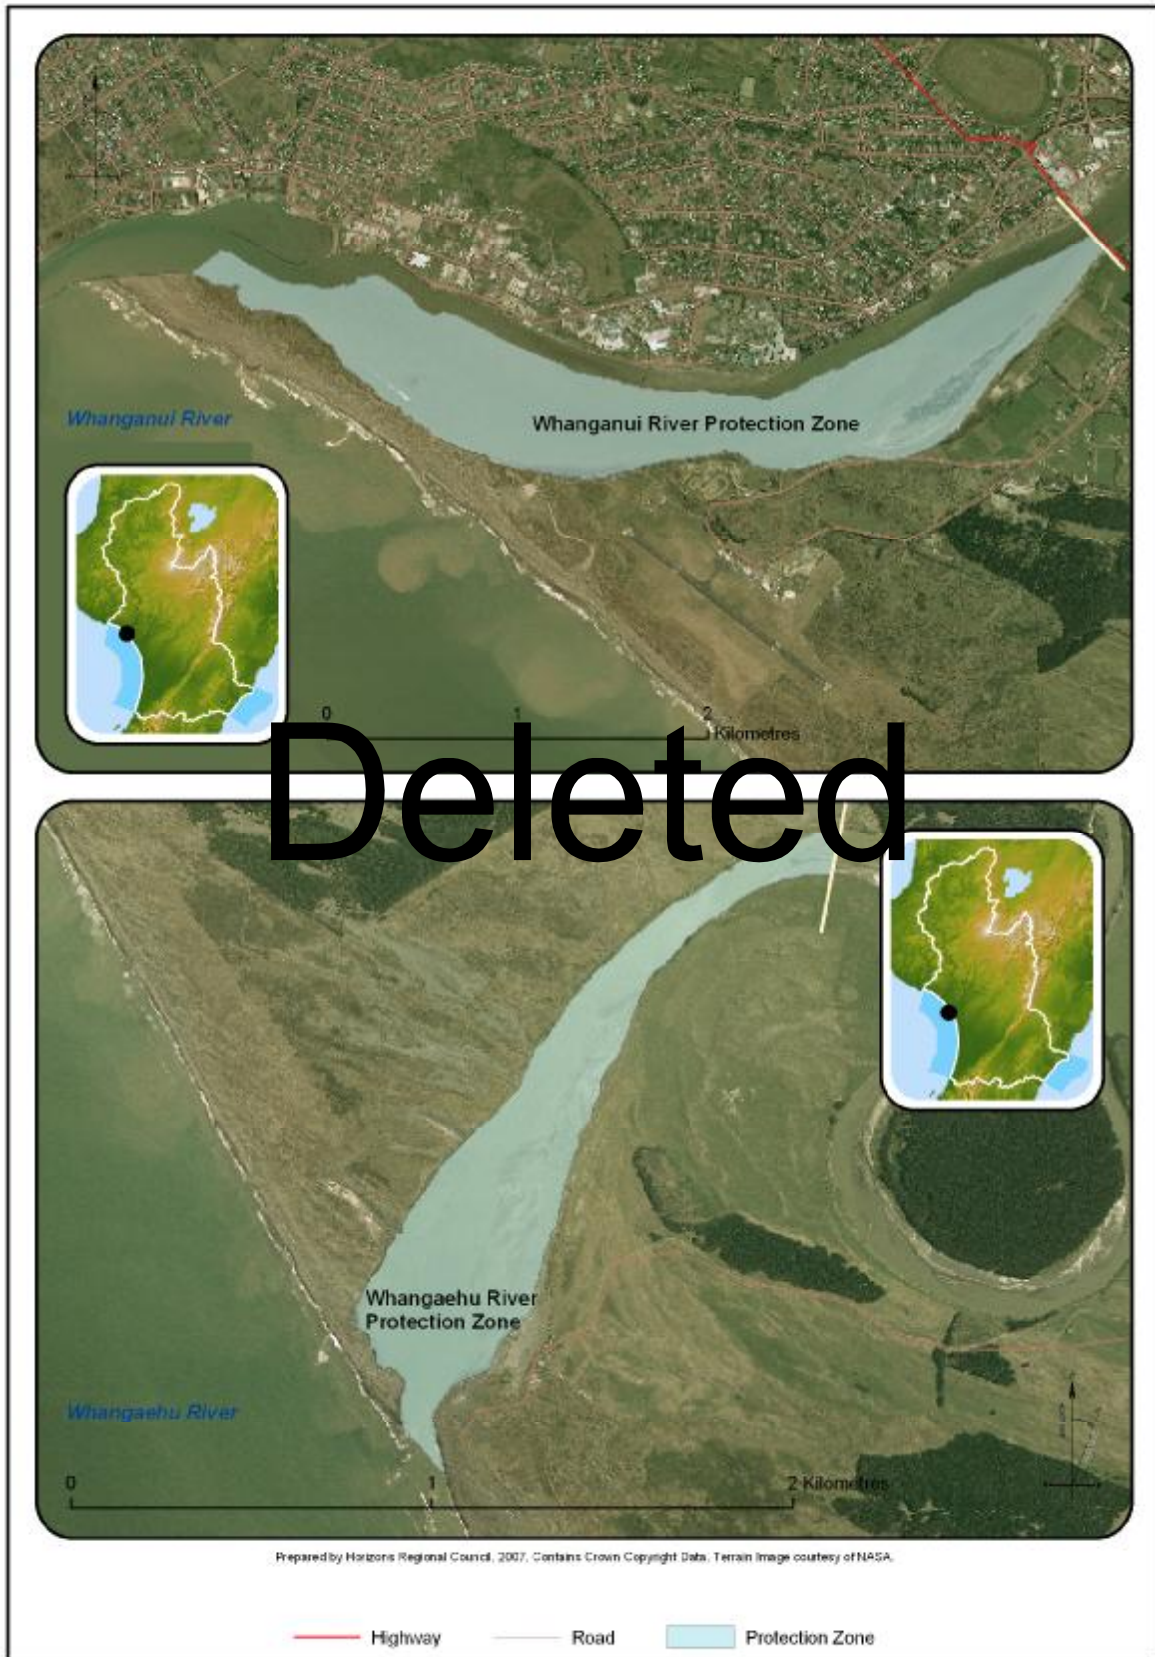 Whanganui River
Whanganui River Protection Zone
0 1 2
Kilometres
Deleted
Whangaehu River
Protection Zone
Whangaehu River
0 1 2 Kilometres
Prepared by Horizons Regional Council, 2007. Contains Crown Copyright Data. Terrain Image courtesy of NASA.
Highway Road Protection Zone